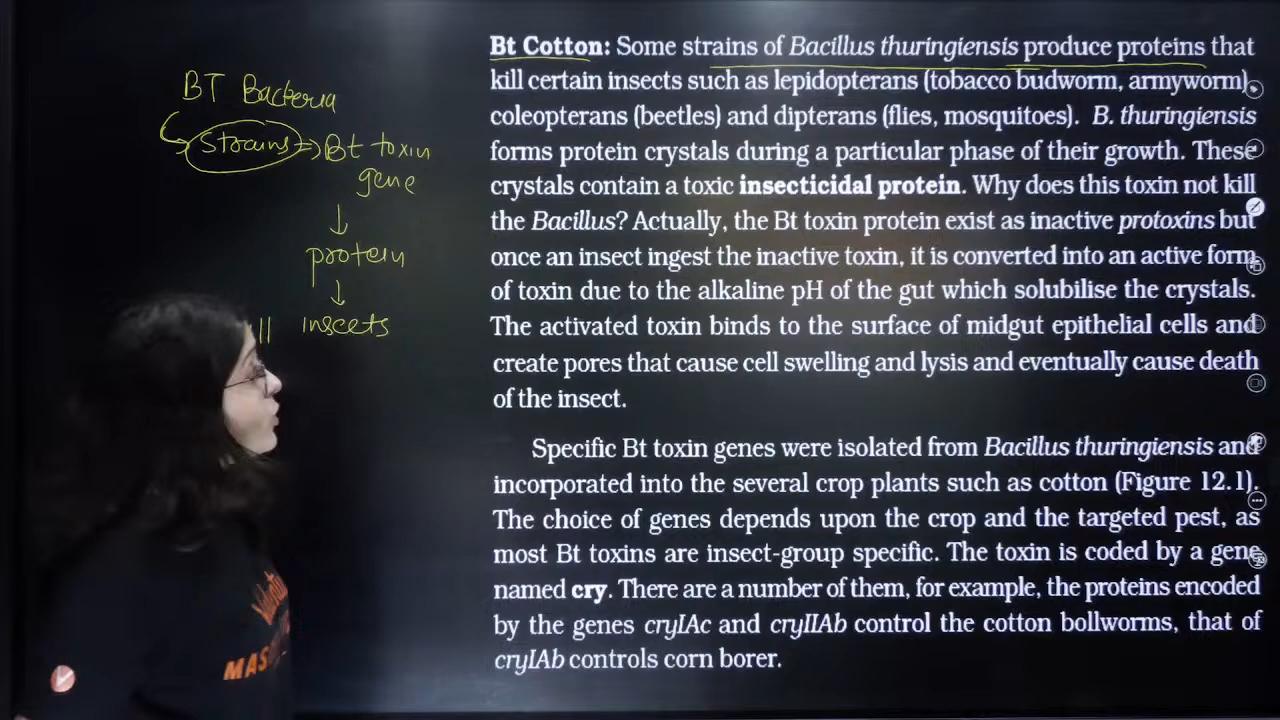 BT Bacteria
Strains => Bt toxin
gene
↓
protein
↓
|| insects
MAS
Bt Cotton: Some strains of Bacillus thuringiensis produce proteins that
kill certain insects such as lepidopterans (tobacco budworm, armyworm),
coleopterans (beetles) and dipterans (flies, mosquitoes). B. thuringiensis
forms protein crystals during a particular phase of their growth. These
crystals contain a toxic insecticidal protein. Why does this toxin not kill
the Bacillus? Actually, the Bt toxin protein exist as inactive protoxins but
once an insect ingest the inactive toxin, it is converted into an active form
of toxin due to the alkaline pH of the gut which solubilise the crystals.
The activated toxin binds to the surface of midgut epithelial cells and
create pores that cause cell swelling and lysis and eventually cause death
of the insect.
Specific Bt toxin genes were isolated from Bacillus thuringiensis and
incorporated into the several crop plants such as cotton (Figure 12.1).
The choice of genes depends upon the crop and the targeted pest, as
most Bt toxins are insect-group specific. The toxin is coded by a gene
named cry. There are a number of them, for example, the proteins encoded
by the genes cryIAc and cryIIAb control the cotton bollworms, that of
cryIAb controls corn borer.